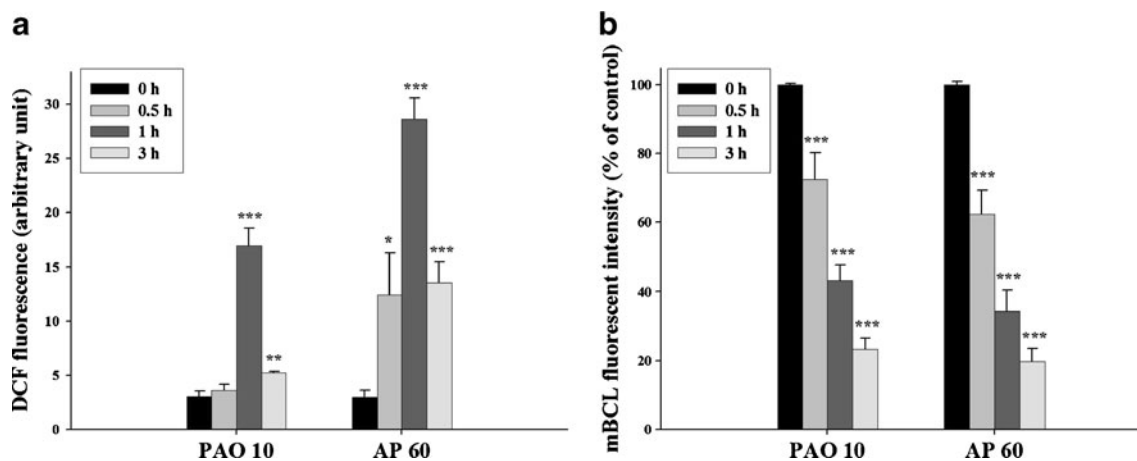 a
DCF fluorescence (arbitrary unit)
30
25
20
15
10
5
0
0 h
0.5 h
1 h
3 h
***
**
*
***
***
PAO 10
AP 60
b
mBCL fluorescent intensity (% of control)
100
80
60
40
20
0
0 h
0.5 h
1 h
3 h
***
***
***
***
***
***
PAO 10
AP 60